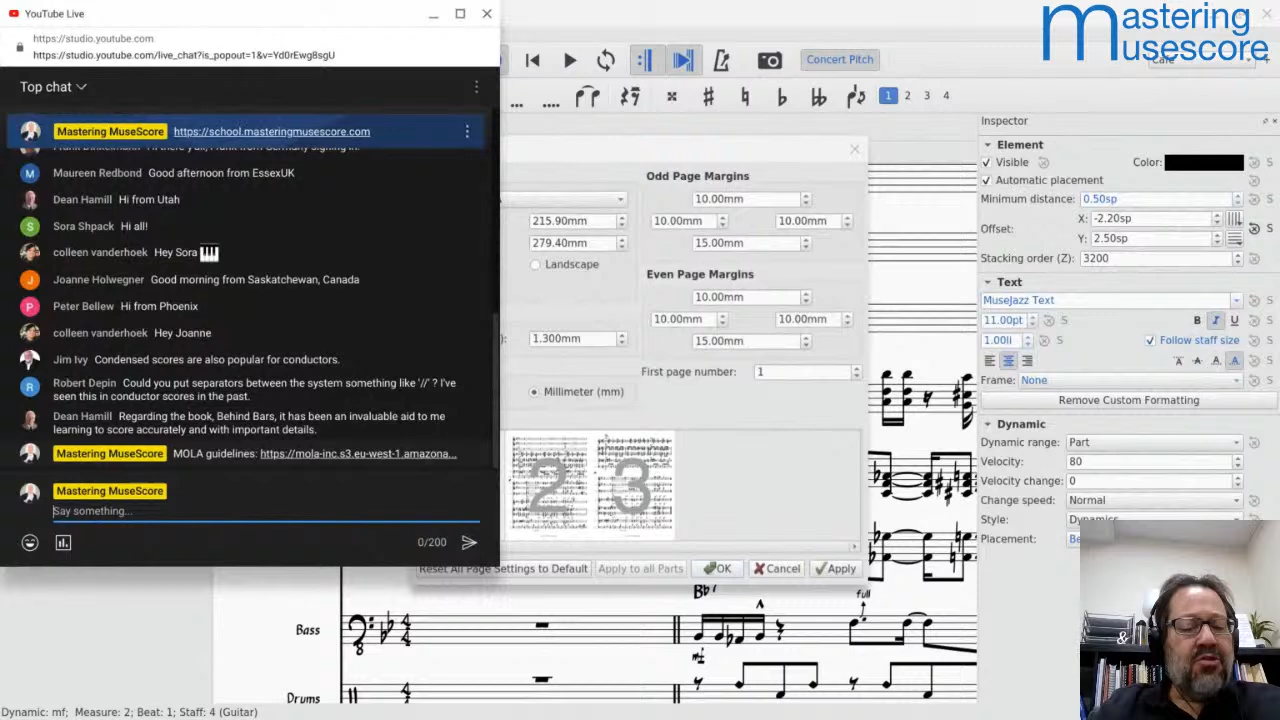 YouTube Live
https://studio.youtube.com
https://studio.youtube.com/live_chat?is_popout=1&v=Yd0rEwg8sgU
Top chat
Mastering MuseScore https://school.masteringmusescore.com
Maureen Redbond Good afternoon from EssexUK
Dean Hamill Hi from Utah
Sora Shpack Hi all!
colleen vanderhoek Hey Sora
Joanne Holwegner Good morning from Saskatchewan, Canada
Peter Bellew Hi from Phoenix
colleen vanderhoek Hey Joanne
Jim Ivy Condensed scores are also popular for conductors.
Robert Depin Could you put separators between the system something like '//' ? I've
seen this in conductor scores in the past.
Dean Hamill Regarding the book, Behind Bars, it has been an invaluable aid to me
learning to score accurately and with important details.
Mastering MuseScore MOLA guidelines: https://mola-inc.s3.eu-west-1.amazona...
Mastering MuseScore
Say something...
0/200
mastering
musescore
Concert Pitch
1 2 3 4
Odd Page Margins
10.00mm
215.90mm
10.00mm 10.00mm
279.40mm
15.00mm
Landscape
Even Page Margins
10.00mm
10.00mm 10.00mm
1.300mm
15.00mm
First page number: 1
Millimeter (mm)
2 3
Reset All Page Settings to Default Apply to all Parts OK Cancel Apply
Bb7
full
Bass
mf
Drums
Inspector
Element
Visible Color:
Automatic placement
Minimum distance: 0.50sp
X: -2.20sp
Offset:
Y: 2.50sp
Stacking order (Z): 3200
Text
MuseJazz Text
11.00pt S B I U
1.00li S Follow staff size S
Frame: None
Remove Custom Formatting
Dynamic
Dynamic range: Part
Velocity: 80
Velocity change: 0
Change speed: Normal
Style: Dynamics
Placement: Be
Dynamic: mf; Measure: 2; Beat: 1; Staff: 4 (Guitar)